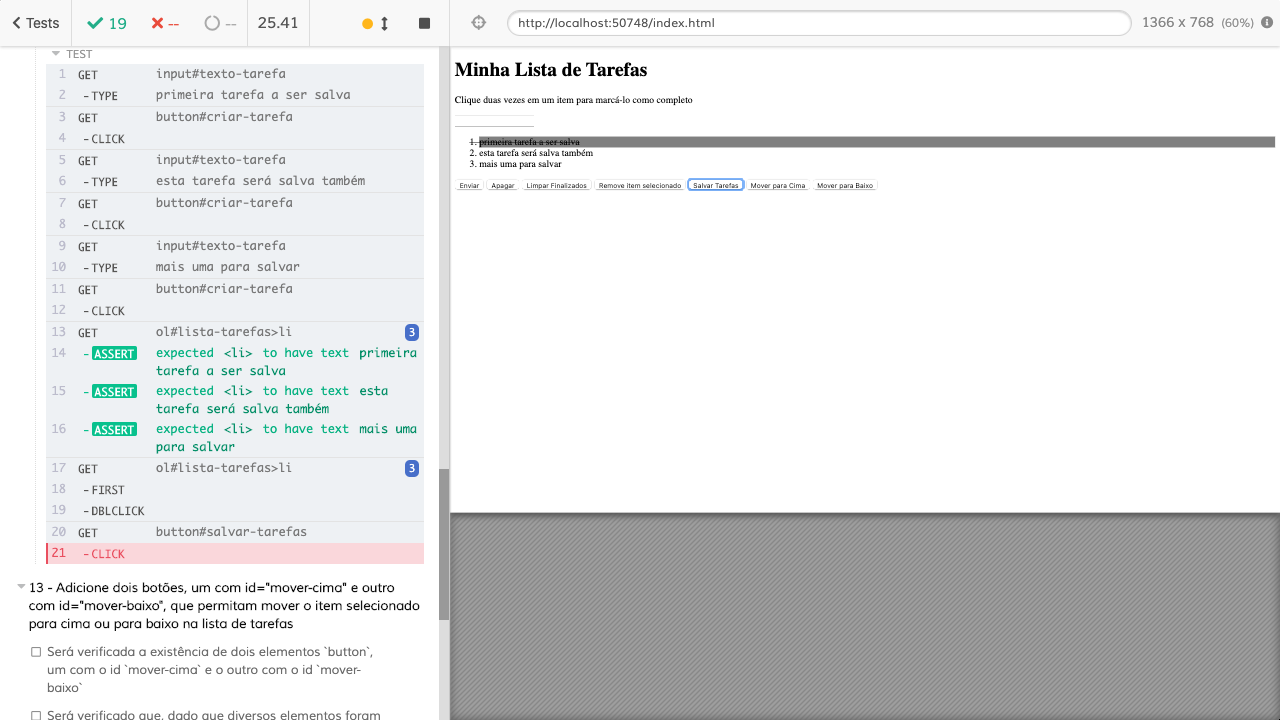 Tests 19 -- -- 25.41 http://localhost:50748/index.html 1366 x 768 (60%)
TEST
1 GET input#texto-tarefa
2 -TYPE primeira tarefa a ser salva
3 GET button#criar-tarefa
4 -CLICK
5 GET input#texto-tarefa
6 -TYPE esta tarefa será salva também
7 GET button#criar-tarefa
8 -CLICK
9 GET input#texto-tarefa
10 -TYPE mais uma para salvar
11 GET button#criar-tarefa
12 -CLICK
13 GET ol#lista-tarefas>li 3
14 -ASSERT expected <li> to have text primeira
tarefa a ser salva
15 -ASSERT expected <li> to have text esta
tarefa será salva também
16 -ASSERT expected <li> to have text mais uma
para salvar
17 GET ol#lista-tarefas>li 3
18 -FIRST
19 -DBLCLICK
20 GET button#salvar-tarefas
21 -CLICK
13 - Adicione dois botões, um com id="mover-cima" e outro
com id="mover-baixo", que permitam mover o item selecionado
para cima ou para baixo na lista de tarefas
Será verificada a existência de dois elementos `button`,
um com o id `mover-cima` e o outro com o id `mover-
baixo`
Será verificado que, dado que diversos elementos foram
Minha Lista de Tarefas
Clique duas vezes em um item para marcá-lo como completo
1. primeira tarefa a ser salva
2. esta tarefa será salva também
3. mais uma para salvar
Enviar Apagar Limpar Finalizados Remove item selecionado Salvar Tarefas Mover para Cima Mover para Baixo